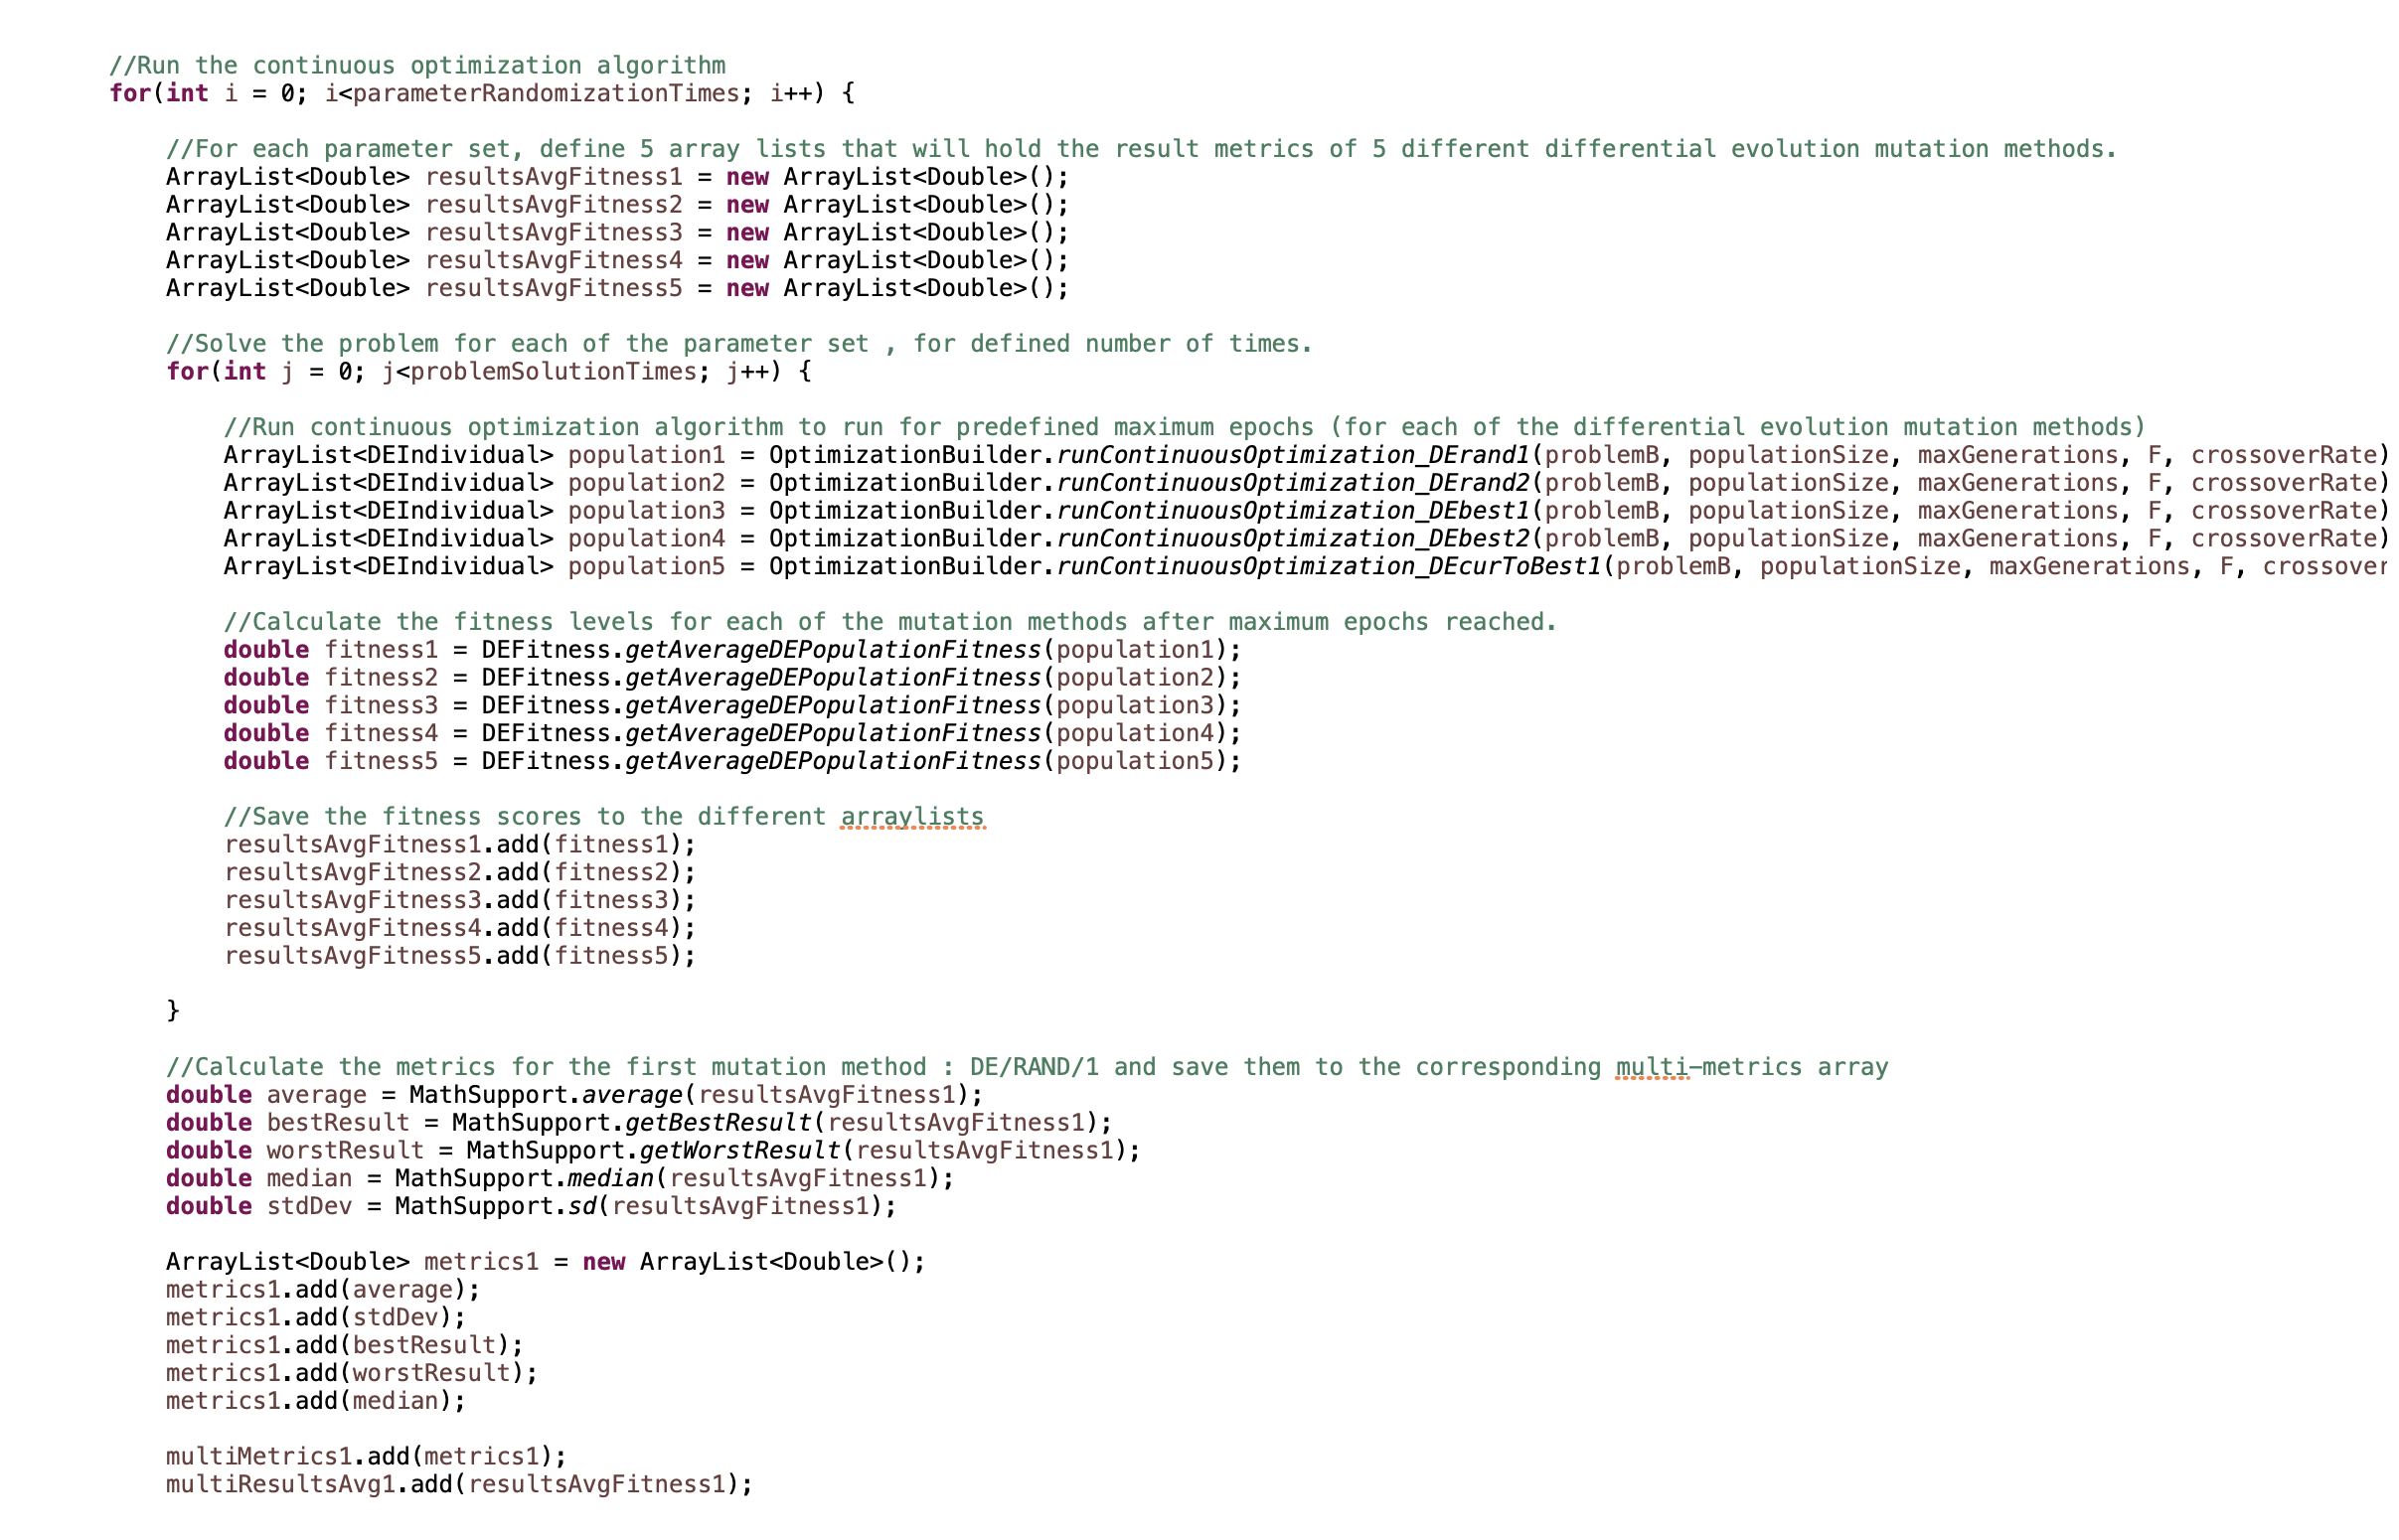 //Run the continuous optimization algorithm
for(int i = 0; i<parameterRandomizationTimes; i++) {
//For each parameter set, define 5 array lists that will hold the result metrics of 5 different differential evolution mutation methods.
ArrayList<Double> resultsAvgFitness1 = new ArrayList<Double>();
ArrayList<Double> resultsAvgFitness2 = new ArrayList<Double>();
ArrayList<Double> resultsAvgFitness3 = new ArrayList<Double>();
ArrayList<Double> resultsAvgFitness4 = new ArrayList<Double>();
ArrayList<Double> resultsAvgFitness5 = new ArrayList<Double>();
//Solve the problem for each of the parameter set , for defined number of times.
for(int j = 0; j<problemSolutionTimes; j++) {
//Run continuous optimization algorithm to run for predefined maximum epochs (for each of the differential evolution mutation methods)
ArrayList<DEIndividual> population1 = OptimizationBuilder.runContinuousOptimization_DErand1(problemB, populationSize, maxGenerations, F, crossoverRate)
ArrayList<DEIndividual> population2 = OptimizationBuilder.runContinuousOptimization_DErand2(problemB, populationSize, maxGenerations, F, crossoverRate)
ArrayList<DEIndividual> population3 = OptimizationBuilder.runContinuousOptimization_DEbest1(problemB, populationSize, maxGenerations, F, crossoverRate)
ArrayList<DEIndividual> population4 = OptimizationBuilder.runContinuousOptimization_DEbest2(problemB, populationSize, maxGenerations, F, crossoverRate)
ArrayList<DEIndividual> population5 = OptimizationBuilder.runContinuousOptimization_DEcurToBest1(problemB, populationSize, maxGenerations, F, crossover
//Calculate the fitness levels for each of the mutation methods after maximum epochs reached.
double fitness1 = DEFitness.getAverageDEPopulationFitness(population1);
double fitness2 = DEFitness.getAverageDEPopulationFitness(population2);
double fitness3 = DEFitness.getAverageDEPopulationFitness(population3);
double fitness4 = DEFitness.getAverageDEPopulationFitness(population4);
double fitness5 = DEFitness.getAverageDEPopulationFitness(population5);
//Save the fitness scores to the different arraylists
resultsAvgFitness1.add(fitness1);
resultsAvgFitness2.add(fitness2);
resultsAvgFitness3.add(fitness3);
resultsAvgFitness4.add(fitness4);
resultsAvgFitness5.add(fitness5);
}
//Calculate the metrics for the first mutation method : DE/RAND/1 and save them to the corresponding multi-metrics array
double average = MathSupport.average(resultsAvgFitness1);
double bestResult = MathSupport.getBestResult(resultsAvgFitness1);
double worstResult = MathSupport.getWorstResult(resultsAvgFitness1);
double median = MathSupport.median(resultsAvgFitness1);
double stdDev = MathSupport.sd(resultsAvgFitness1);
ArrayList<Double> metrics1 = new ArrayList<Double>();
metrics1.add(average);
metrics1.add(stdDev);
metrics1.add(bestResult);
metrics1.add(worstResult);
metrics1.add(median);
multiMetrics1.add(metrics1);
multiResultsAvg1.add(resultsAvgFitness1);